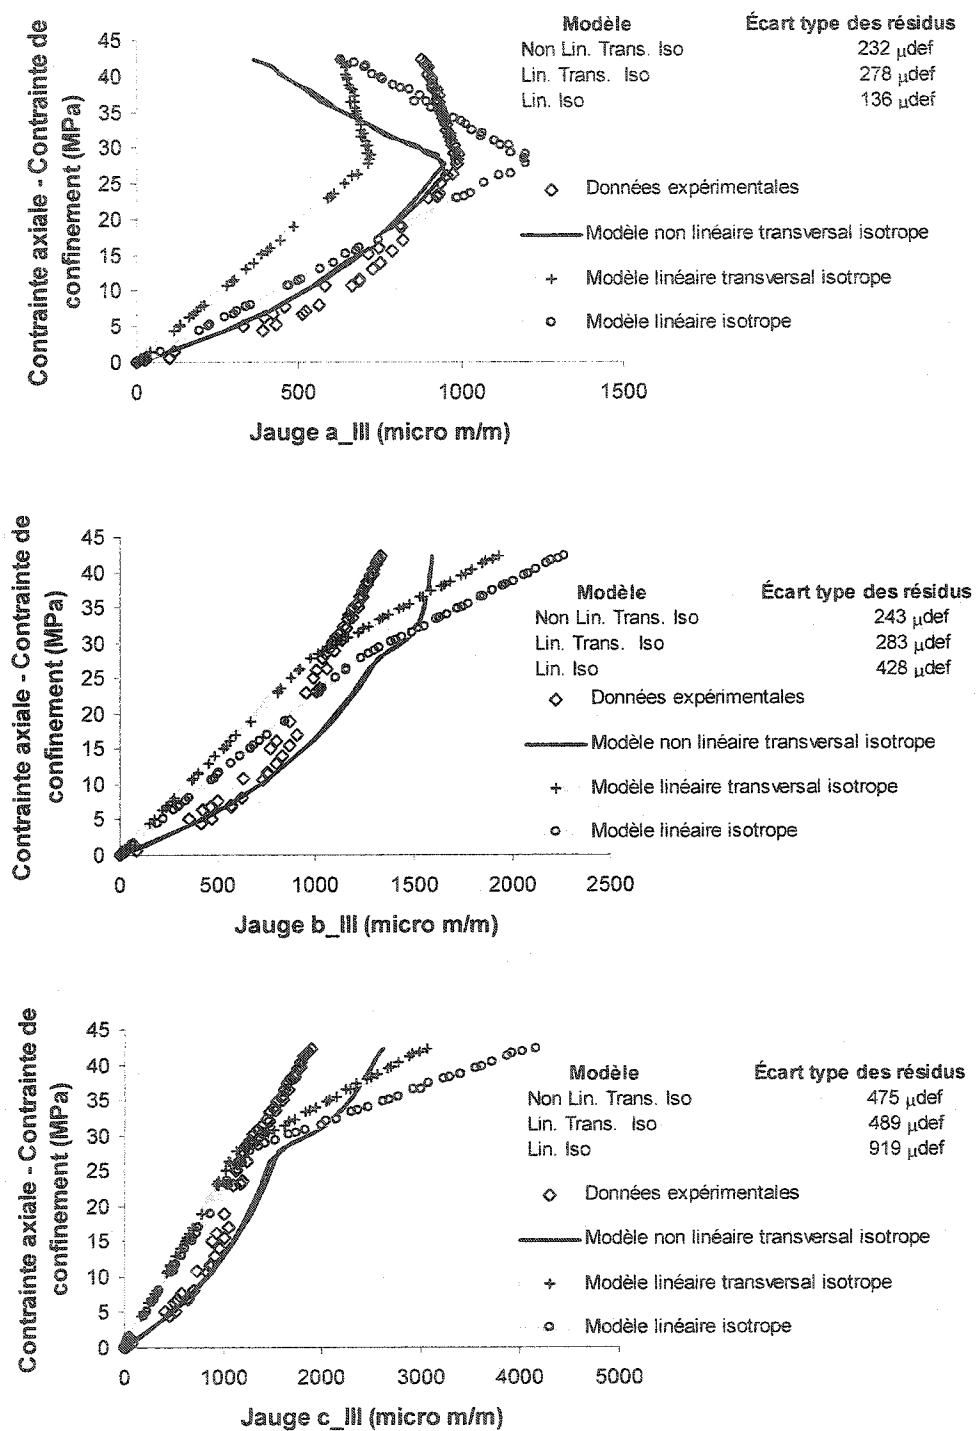 Modèle Écart type des résidus
Non Lin. Trans. Iso 232 μdef
Lin. Trans. Iso 278 μdef
Lin. Iso 136 μdef
Contrainte axiale - Contrainte de
confinement (MPa)
45
40
35
30
25
20
15
10
5
0
Données expérimentales
Modèle non linéaire transversal isotrope
Modèle linéaire transversal isotrope
Modèle linéaire isotrope
0 500 1000 1500
Jauge a_III (micro m/m)
Contrainte axiale - Contrainte de
confinement (MPa)
45
40
35
30
25
20
15
10
5
0
Modèle Écart type des résidus
Non Lin. Trans. Iso 243 μdef
Lin. Trans. Iso 283 μdef
Lin. Iso 428 μdef
Données expérimentales
Modèle non linéaire transversal isotrope
Modèle linéaire transversal isotrope
Modèle linéaire isotrope
0 500 1000 1500 2000 2500
Jauge b_III (micro m/m)
Contrainte axiale - Contrainte de
confinement (MPa)
45
40
35
30
25
20
15
10
5
0
Modèle Écart type des résidus
Non Lin. Trans. Iso 475 μdef
Lin. Trans. Iso 489 μdef
Lin. Iso 919 μdef
Données expérimentales
Modèle non linéaire transversal isotrope
Modèle linéaire transversal isotrope
Modèle linéaire isotrope
0 1000 2000 3000 4000 5000
Jauge c_III (micro m/m)